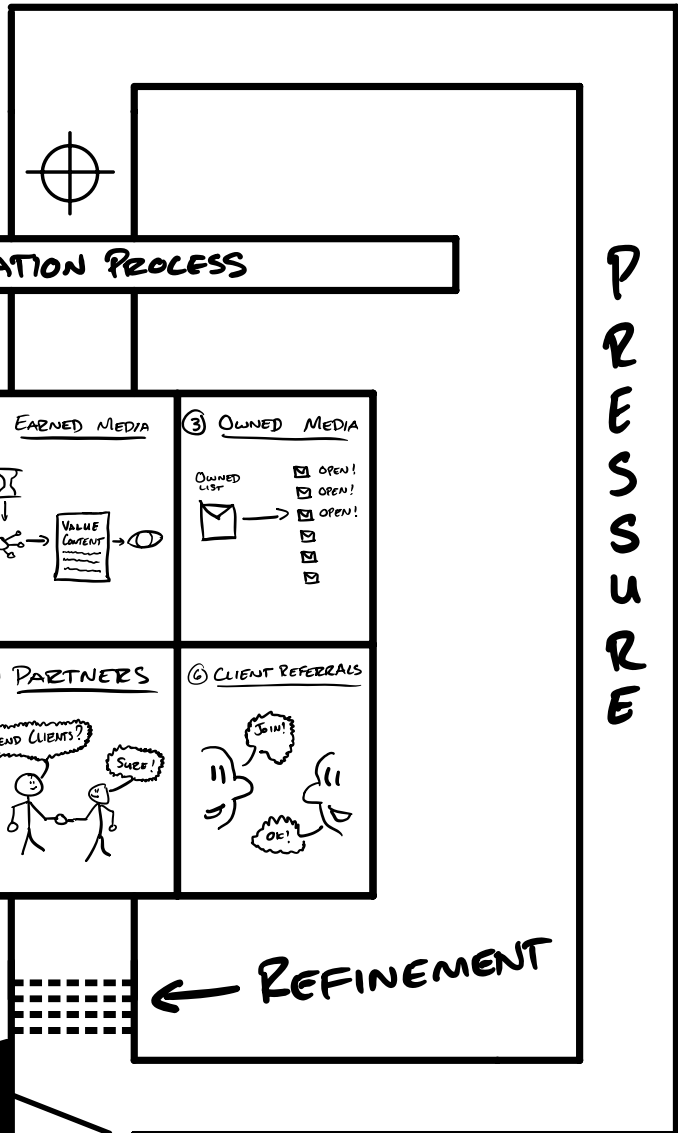 ATION PROCESS
EARNED MEDIA
VALUE
CONTENT
③ OWNED MEDIA
OWNED
LIST
OPEN!
OPEN!
OPEN!
PARTNERS
END CLIENTS?
SURE!
⑥ CLIENT REFERRALS
JOIN!
OK!
PRESSURE
REFINEMENT